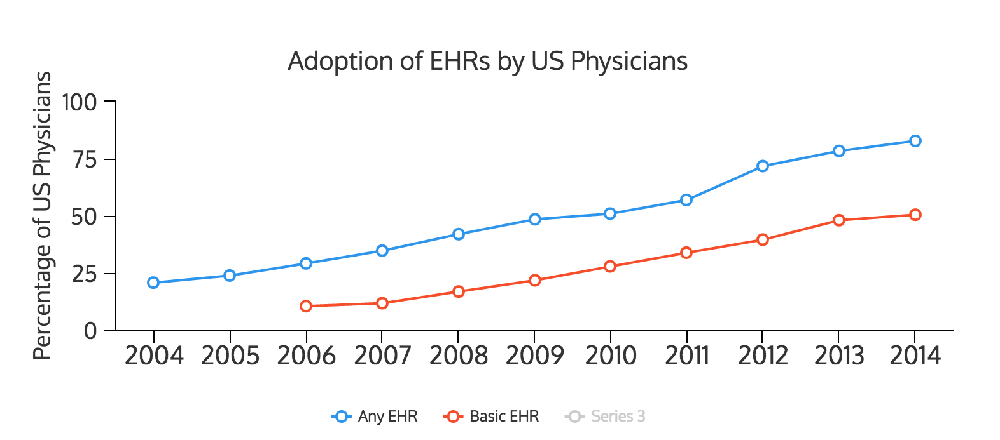 Adoption of EHRs by US Physicians
Percentage of US Physicians
100
75
50
25
0
2004 2005 2006 2007 2008 2009 2010 2011 2012 2013 2014
Any EHR Basic EHR Series 3